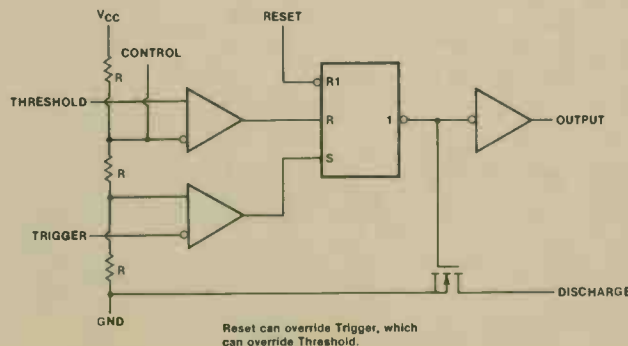 VCC
RESET
CONTROL
R
R1
THRESHOLD
R
1
OUTPUT
R
S
TRIGGER
R
DISCHARGE
GND
Reset can override Trigger, which
can override Threshold.